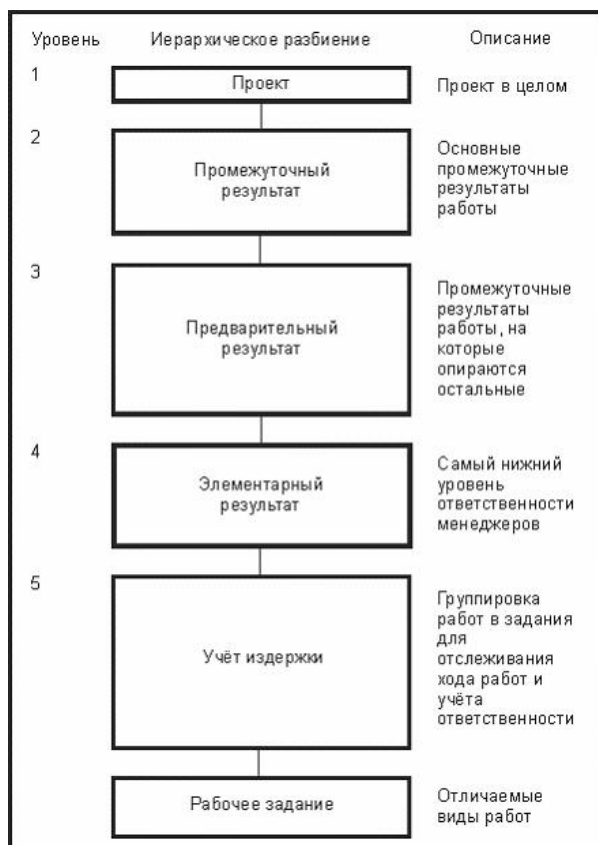 Уровень Иерархическое разбиение Описание
1
Проект
Проект в целом
2
Промежуточный
результат
Основные
промежуточные
результаты
работы
3
Предварительный
результат
Промежуточные
результаты
работы, на
которые
опираются
остальные
4
Элементарный
результат
Самый нижний
уровень
ответственности
менеджеров
5
Учёт издержки
Группировка
работ в задания
для
отслеживания
хода работ и
учёта
ответственности
Рабочее задание
Отличаемые
виды работ